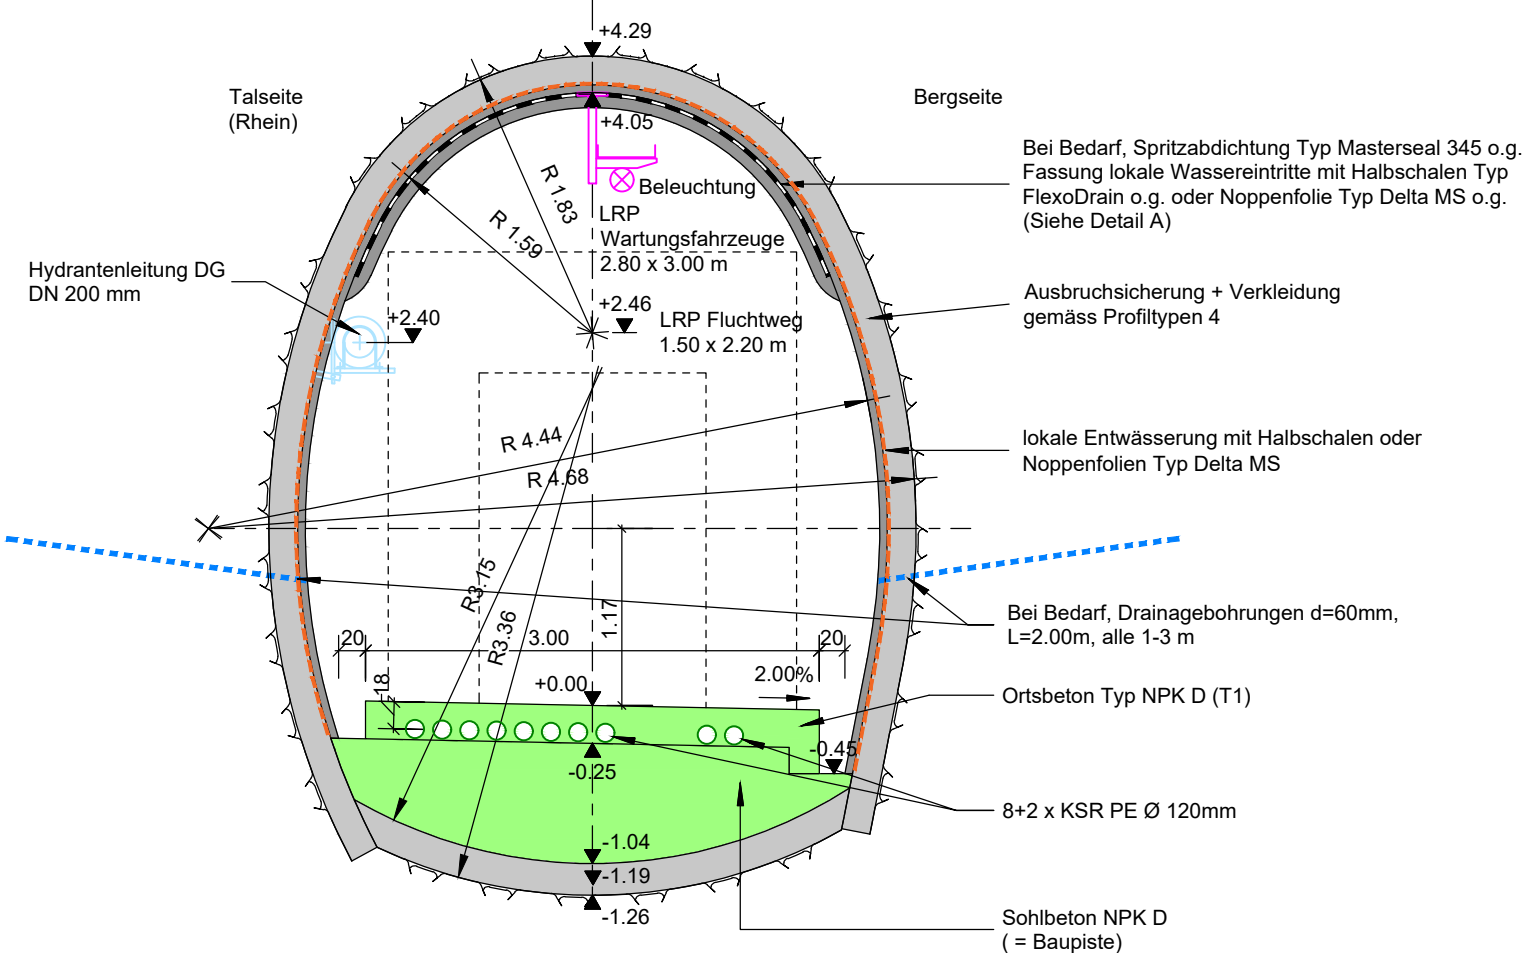 +4.29
Talseite
(Rhein)
Bergseite
+4.05
Bei Bedarf, Spritzabdichtung Typ Masterseal 345 o.g.
Fassung lokale Wassereintritte mit Halbschalen Typ
FlexoDrain o.g. oder Noppenfolie Typ Delta MS o.g.
(Siehe Detail A)
Beleuchtung
R 1.83
R 1.59
LRP
Wartungsfahrzeuge
2.80 x 3.00 m
Hydrantenleitung DG
DN 200 mm
+2.40
+2.46
LRP Fluchtweg
1.50 x 2.20 m
Ausbruchsicherung + Verkleidung
gemäss Profiltypen 4
R 4.44
R 4.68
lokale Entwässerung mit Halbschalen oder
Noppenfolien Typ Delta MS
R3.15
R3.36
1.17
Bei Bedarf, Drainagebohrungen d=60mm,
L=2.00m, alle 1-3 m
20
3.00
20
18
+0.00
2.00%
Ortsbeton Typ NPK D (T1)
-0.45
-0.25
8+2 x KSR PE Ø 120mm
-1.04
-1.19
-1.26
Sohlbeton NPK D
( = Baupiste)